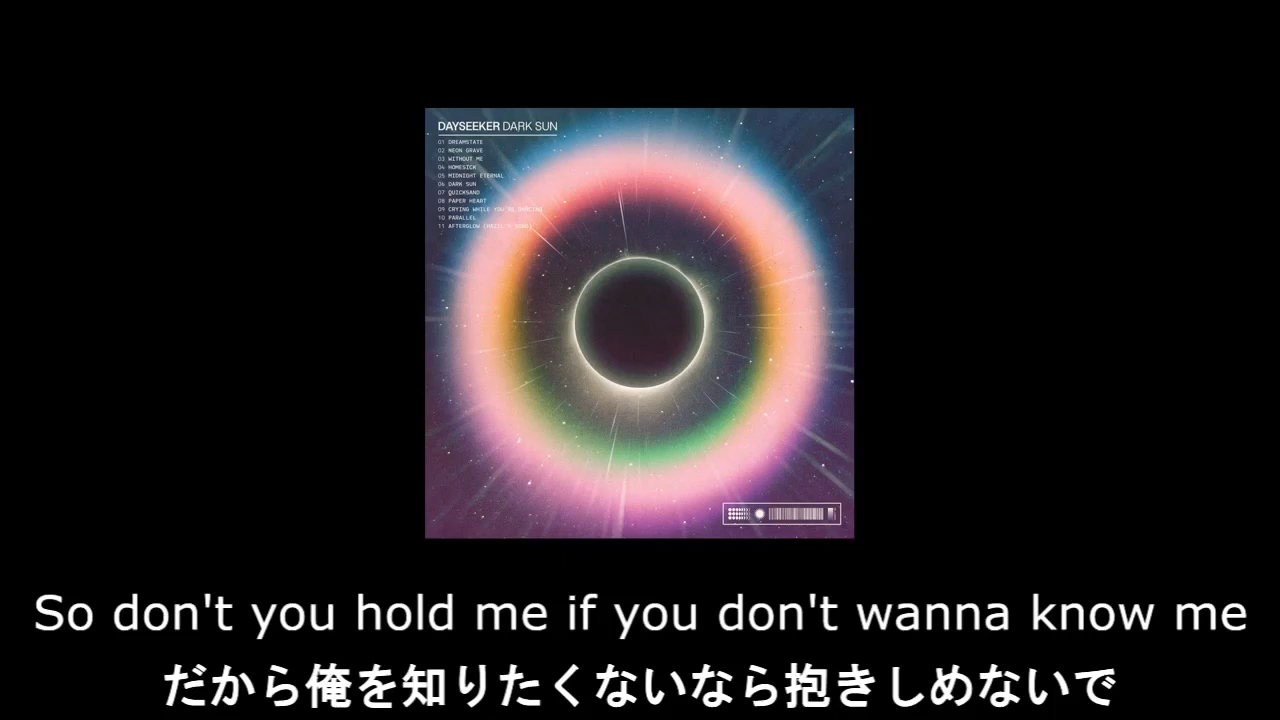 DAYSEEKER DARK SUN
01 DREAMSTATE
02 NEON GRAVE
03 WITHOUT ME
04 HOMESICK
05 MIDNIGHT ETERNAL
06 DARK SUN
07 QUICKSAND
08 PAPER HEART
09 CRYING WHILE YOU'RE DANCING
10 PARALLEL
11 AFTERGLOW (HAZEL'S SONG)
So don't you hold me if you don't wanna know me
だから俺を知りたくないなら抱きしめないで